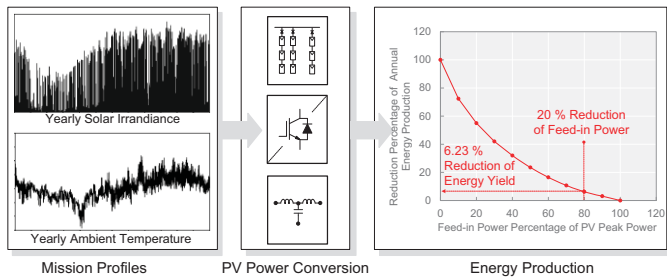 Yearly Solar Irrandiance
Yearly Ambient Temperature
Mission Profiles
PV Power Conversion
Reduction Percentage of Annual
Energy Production
120
100
80
60
40
20
0
20 % Reduction
of Feed-in Power
6.23 %
Reduction of
Energy Yield
0 20 40 60 80 100 120
Feed-in Power Percentage of PV Peak Power
Energy Production